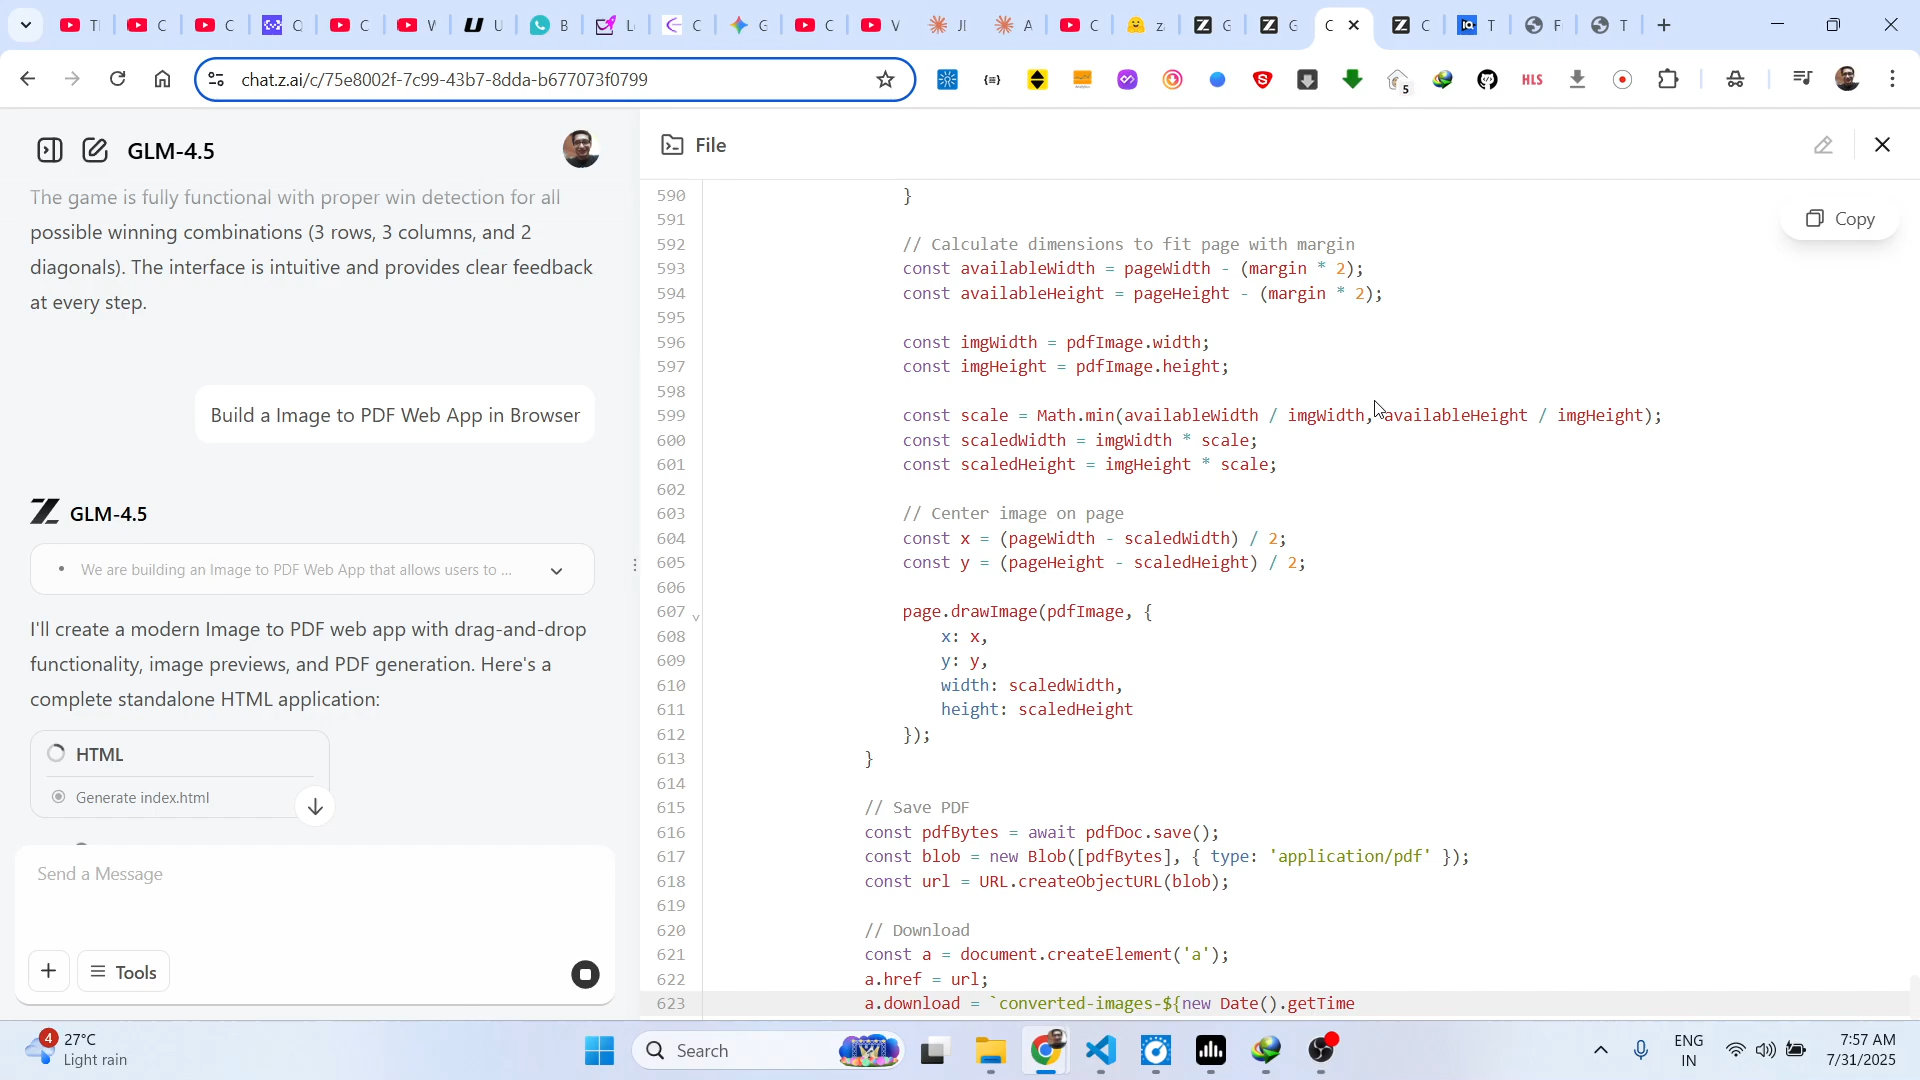 Tl
C
C
Q
C
V
U
B
L
C
G
C
V
Jl
A
C
z
G
G
C
C
T
F
T
chat.z.ai/c/75e8002f-7c99-43b7-8dda-b677073f0799
5
HLS
GLM-4.5
The game is fully functional with proper win detection for all
possible winning combinations (3 rows, 3 columns, and 2
diagonals). The interface is intuitive and provides clear feedback
at every step.
Build a Image to PDF Web App in Browser
GLM-4.5
• We are building an Image to PDF Web App that allows users to ...
I'll create a modern Image to PDF web app with drag-and-drop
functionality, image previews, and PDF generation. Here's a
complete standalone HTML application:
HTML
Generate index.html
Send a Message
Tools
File
Copy
590 }
591
592 // Calculate dimensions to fit page with margin
593 const availableWidth = pageWidth - (margin * 2);
594 const availableHeight = pageHeight - (margin * 2);
595
596 const imgWidth = pdfImage.width;
597 const imgHeight = pdfImage.height;
598
599 const scale = Math.min(availableWidth / imgWidth, availableHeight / imgHeight);
600 const scaledWidth = imgWidth * scale;
601 const scaledHeight = imgHeight * scale;
602
603 // Center image on page
604 const x = (pageWidth - scaledWidth) / 2;
605 const y = (pageHeight - scaledHeight) / 2;
606
607 page.drawImage(pdfImage, {
608 x: x,
609 y: y,
610 width: scaledWidth,
611 height: scaledHeight
612 });
613 }
614
615 // Save PDF
616 const pdfBytes = await pdfDoc.save();
617 const blob = new Blob([pdfBytes], { type: 'application/pdf' });
618 const url = URL.createObjectURL(blob);
619
620 // Download
621 const a = document.createElement('a');
622 a.href = url;
623 a.download = `converted-images-${new Date().getTime
4
27°C
Light rain
Search
ENG
IN
7:57 AM
7/31/2025